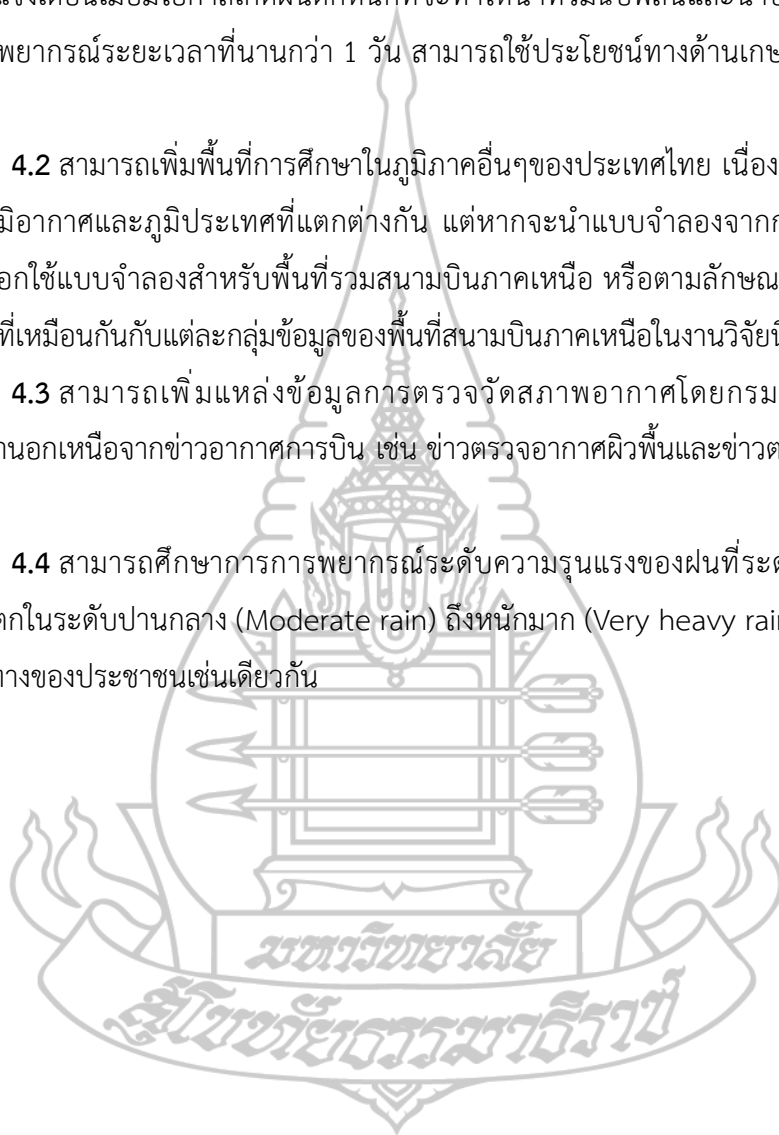 พยากรณ์ระยะเวลาที่นานกว่า 1 วัน สามารถใช้ประโยชน์ทางด้านเกษ
4.2 สามารถเพิ่มพื้นที่การศึกษาในภูมิภาคอื่นๆของประเทศไทย เนื่อง
มิอากาศและภูมิประเทศที่แตกต่างกัน แต่หากจะนำแบบจำลองจากก
อกใช้แบบจำลองสำหรับพื้นที่รวมสนามบินภาคเหนือ หรือตามลักษณ
ที่เหมือนกันกับแต่ละกลุ่มข้อมูลของพื้นที่สนามบินภาคเหนือในงานวิจัยนี
4.3 สามารถเพิ่มแหล่งข้อมูลการตรวจวัดสภาพอากาศโดยกรม
านอกเหนือจากข่าวอากาศการบิน เช่น ข่าวตรวจอากาศผิวพื้นและข่าวต
4.4 สามารถศึกษาการการพยากรณ์ระดับความรุนแรงของฝนที่ระด
ตกในระดับปานกลาง (Moderate rain) ถึงหนักมาก (Very heavy rain
ทางของประชาชนเช่นเดียวกัน
มหาวิทยาลัย
สุโขทัยธรรมาธิราช